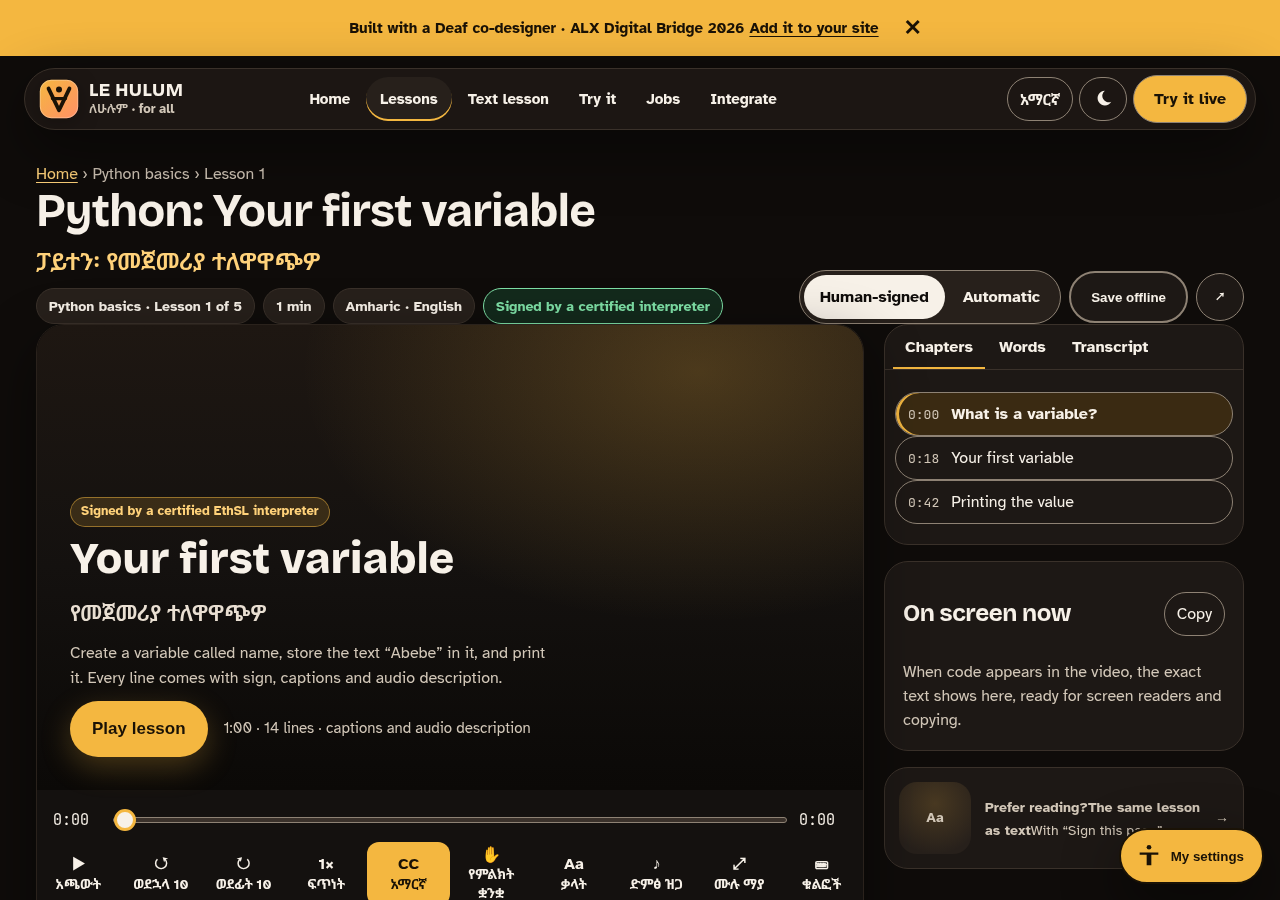 Built with a Deaf co-designer · ALX Digital Bridge 2026 Add it to your site ✕
LE HULUM
ለሁሉም · for all
Home Lessons Text lesson Try it Jobs Integrate
አማርኛ
Try it live
Home › Python basics › Lesson 1
Python: Your first variable
ፓይተን: የመጀመሪያ ተለዋዋጭዎ
Python basics · Lesson 1 of 5
1 min
Amharic · English
Signed by a certified interpreter
Human-signed Automatic
Save offline
↗
Signed by a certified EthSL interpreter
Your first variable
የመጀመሪያ ተለዋዋጭዎ
Create a variable called name, store the text “Abebe” in it, and print
it. Every line comes with sign, captions and audio description.
Play lesson
1:00 · 14 lines · captions and audio description
0:00 0:00
አጫውት
ወደኋላ 10
ወደፊት 10
1×
ፍጥነት
CC
አማርኛ
የምልክት
ቋንቋ
Aa
ቃላት
♪
ድምፅ ዝጋ
ሙሉ ማያ
ቁልፎች
Chapters Words Transcript
0:00 What is a variable?
0:18 Your first variable
0:42 Printing the value
On screen now
Copy
When code appears in the video, the exact
text shows here, ready for screen readers and
copying.
Aa
Prefer reading?The same lesson
as textWith “Sign this
→
My settings